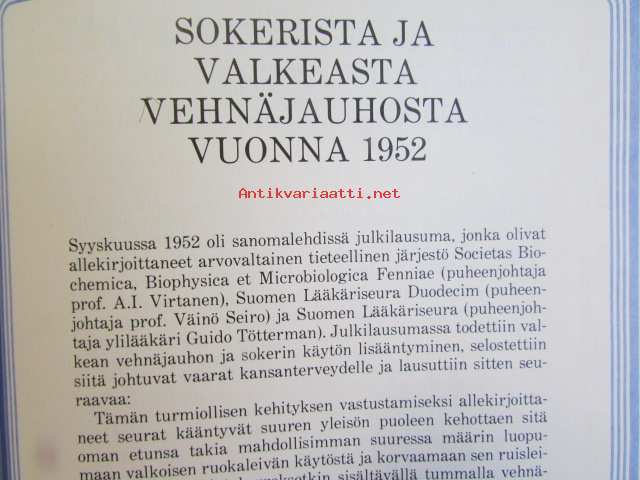 SOKERISTA JA
VALKEASTA
VEHNÄJAUHOSTA
VUONNA 1952
Antikvariaatti.net
Syyskuussa 1952 oli sanomalehdissä julkilausuma, jonka olivat
allekirjoittaneet arvovaltainen tieteellinen järjestö Societas Bio-
chemica, Biophysica et Microbiologica Fenniae (puheenjohtaja
prof. A.I. Virtanen), Suomen Lääkäriseura Duodecim (puheen-
johtaja prof. Väinö Seiro) ja Suomen Lääkäriseura (puheenjoh-
taja ylilääkäri Guido Tötterman). Julkilausumassa todettiin val-
kean vehnäjauhon ja sokerin käytön lisääntyminen, selostettiin
siitä johtuvat vaarat kansanterveydelle ja lausuttiin sitten seu-
raavaa:
Tämän turmiollisen kehityksen vastustamiseksi allekirjoitta-
neet seurat kääntyvät suuren yleisön puoleen kehottaen sitä
oman etunsa takia mahdollisimman suuressa määrin luopu-
maan valkoisen ruokaleivän käytöstä ja korvaamaan sen ruislei-
sisältävällä tummalla vehnä-